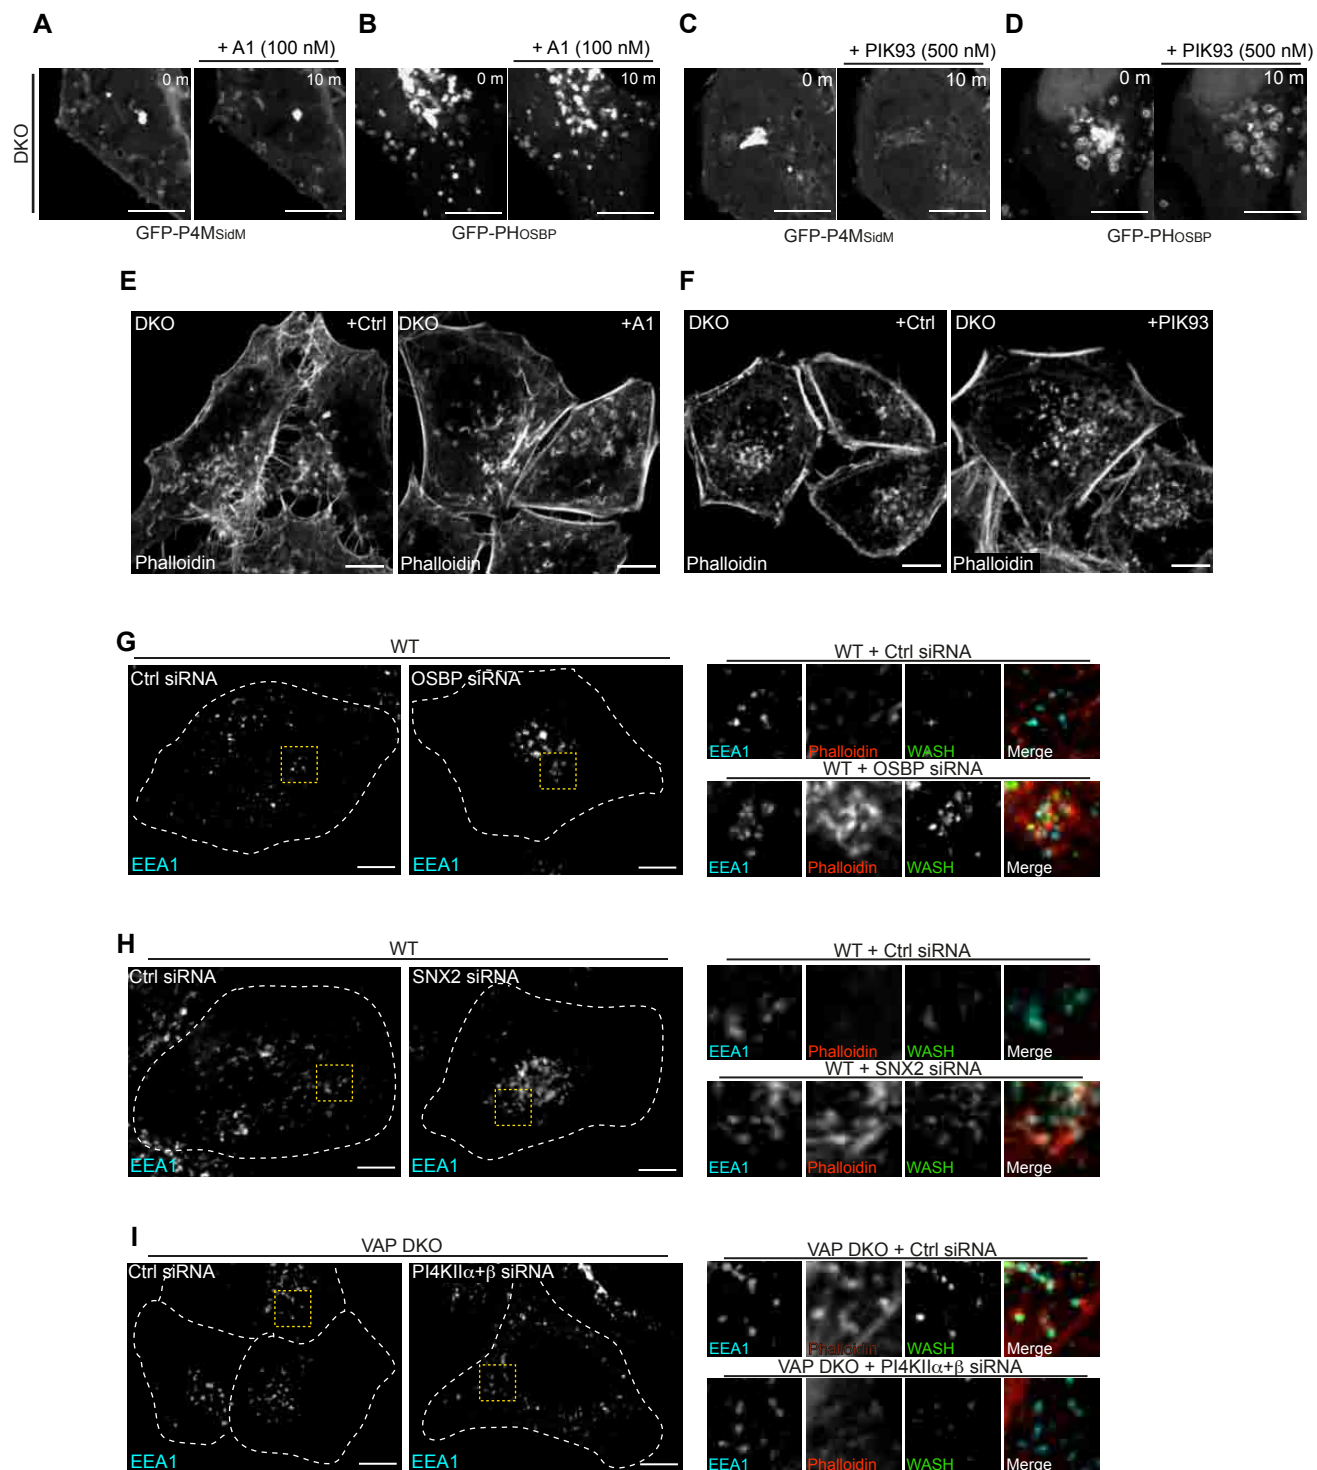 A
B
C
D
+ A1 (100 nM)
+ A1 (100 nM)
+ PIK93 (500 nM)
+ PIK93 (500 nM)
DKO
0 m
10 m
0 m
10 m
0 m
10 m
0 m
10 m
GFP-P4MSidM
GFP-PHOSBP
GFP-P4MSidM
GFP-PHOSBP
E
F
DKO
+Ctrl
DKO
+A1
DKO
+Ctrl
DKO
+PIK93
Phalloidin
Phalloidin
Phalloidin
Phalloidin
G
WT
Ctrl siRNA
OSBP siRNA
EEA1
EEA1
WT + Ctrl siRNA
EEA1
Phalloidin
WASH
Merge
WT + OSBP siRNA
EEA1
Phalloidin
WASH
Merge
H
WT
Ctrl siRNA
SNX2 siRNA
EEA1
EEA1
WT + Ctrl siRNA
EEA1
Phalloidin
WASH
Merge
WT + SNX2 siRNA
EEA1
Phalloidin
WASH
Merge
I
VAP DKO
Ctrl siRNA
PI4KIIα+β siRNA
EEA1
EEA1
VAP DKO + Ctrl siRNA
EEA1
Phalloidin
WASH
Merge
VAP DKO + PI4KIIα+β siRNA
EEA1
Phalloidin
WASH
Merge